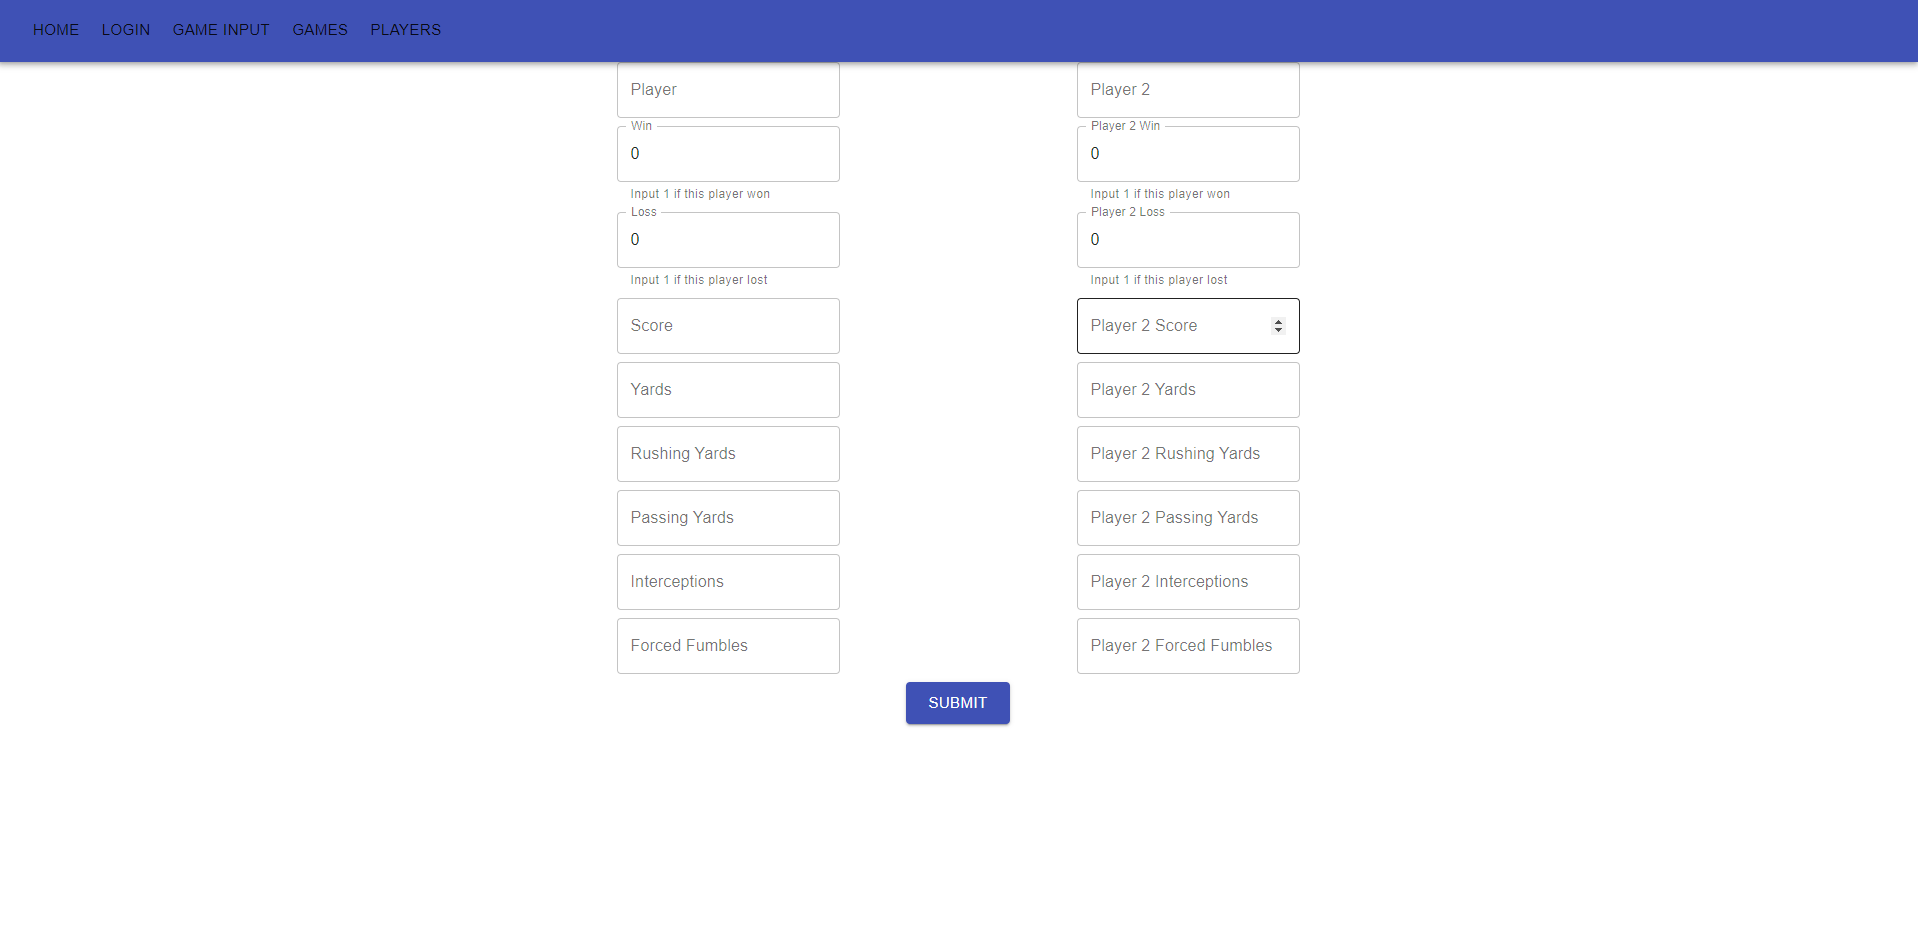 HOME LOGIN GAME INPUT GAMES PLAYERS
Player
Win
0
Input 1 if this player won
Loss
0
Input 1 if this player lost
Score
Yards
Rushing Yards
Passing Yards
Interceptions
Forced Fumbles
Player 2
Player 2 Win
0
Input 1 if this player won
Player 2 Loss
0
Input 1 if this player lost
Player 2 Score
Player 2 Yards
Player 2 Rushing Yards
Player 2 Passing Yards
Player 2 Interceptions
Player 2 Forced Fumbles
SUBMIT